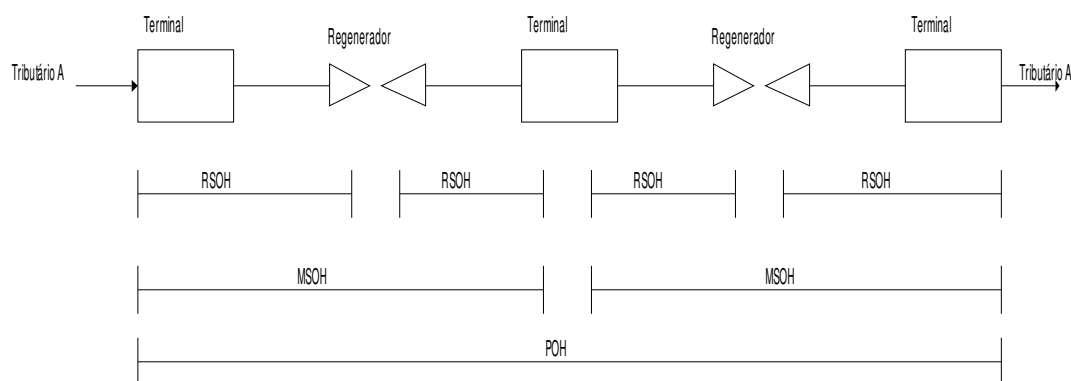 Terminal
Regenerador
Terminal
Regenerador
Terminal
Tributário A
Tributário A
RSOH
RSOH
RSOH
RSOH
MSOH
MSOH
POH